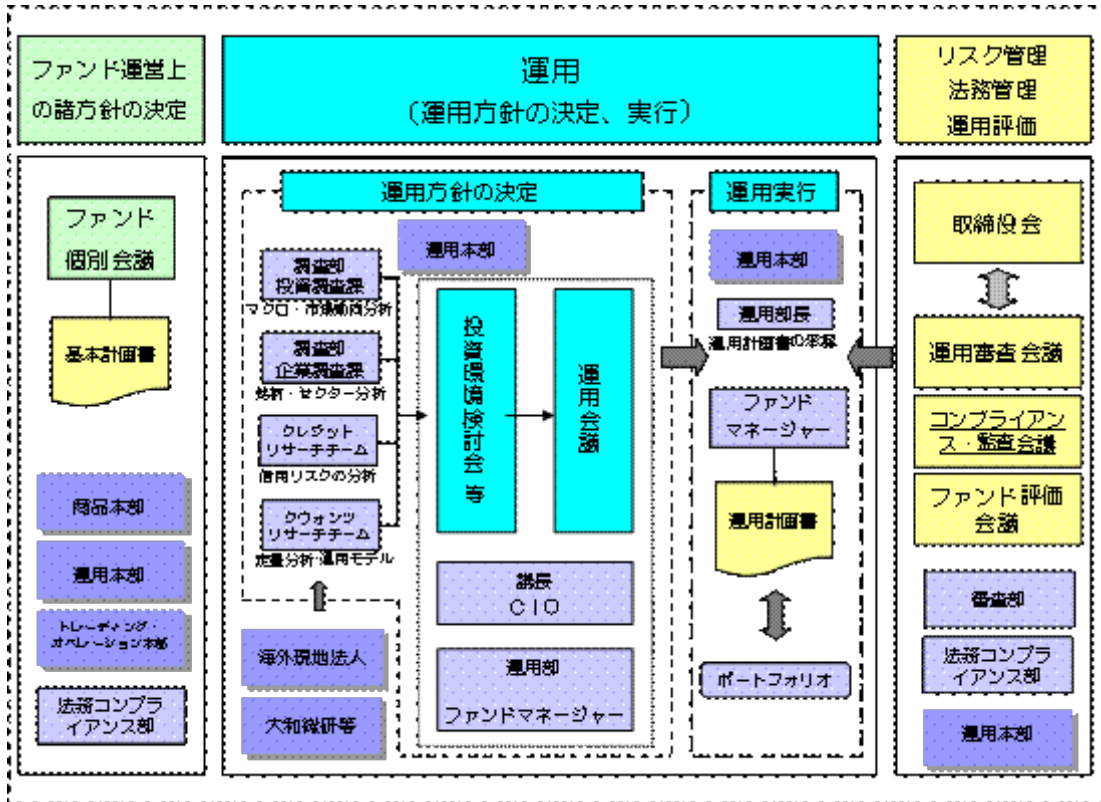 ファンド運営上
の諸方針の決定
運用
（運用方針の決定、実行）
リスク管理
法務管理
運用評価
ファンド
個別会議
基本計画書
商品本部
運用本部
トレーディング・
オペレーション本部
法務コンプラ
イアンス部
運用方針の決定
運用本部
調査部
投資調査課
マクロ・市場動向分析
調査部
企業調査課
銘柄・セクター分析
クレジット
リサーチチーム
信用リスクの分析
クウォンツ
リサーチチーム
定量分析・運用モデル
海外現地法人
大和総研等
投資環境検討会 等
運用会議
議長
CIO
運用部
ファンドマネージャー
運用実行
運用本部
運用部長
運用計画書の承認
ファンド
マネージャー
運用計画書
ポートフォリオ
取締役会
運用審査会議
コンプライアン
ス・監査会議
ファンド評価
会議
審査部
法務コンプラ
イアンス部
運用本部